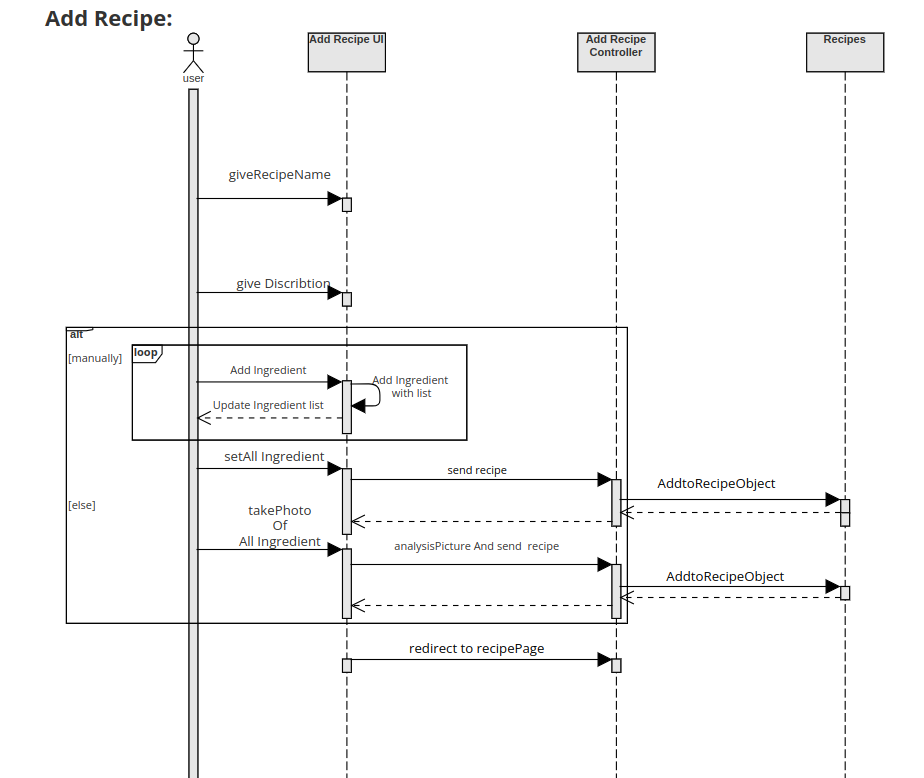 Add Recipe:
user
Add Recipe UI
Add Recipe
Controller
Recipes
giveRecipeName
give Discribtion
alt
[manually]
loop
Add Ingredient
Add Ingredient
with list
Update Ingredient list
setAll Ingredient
send recipe
AddtoRecipeObject
[else]
takePhoto
Of
All Ingredient
analysisPicture And send recipe
AddtoRecipeObject
redirect to recipePage